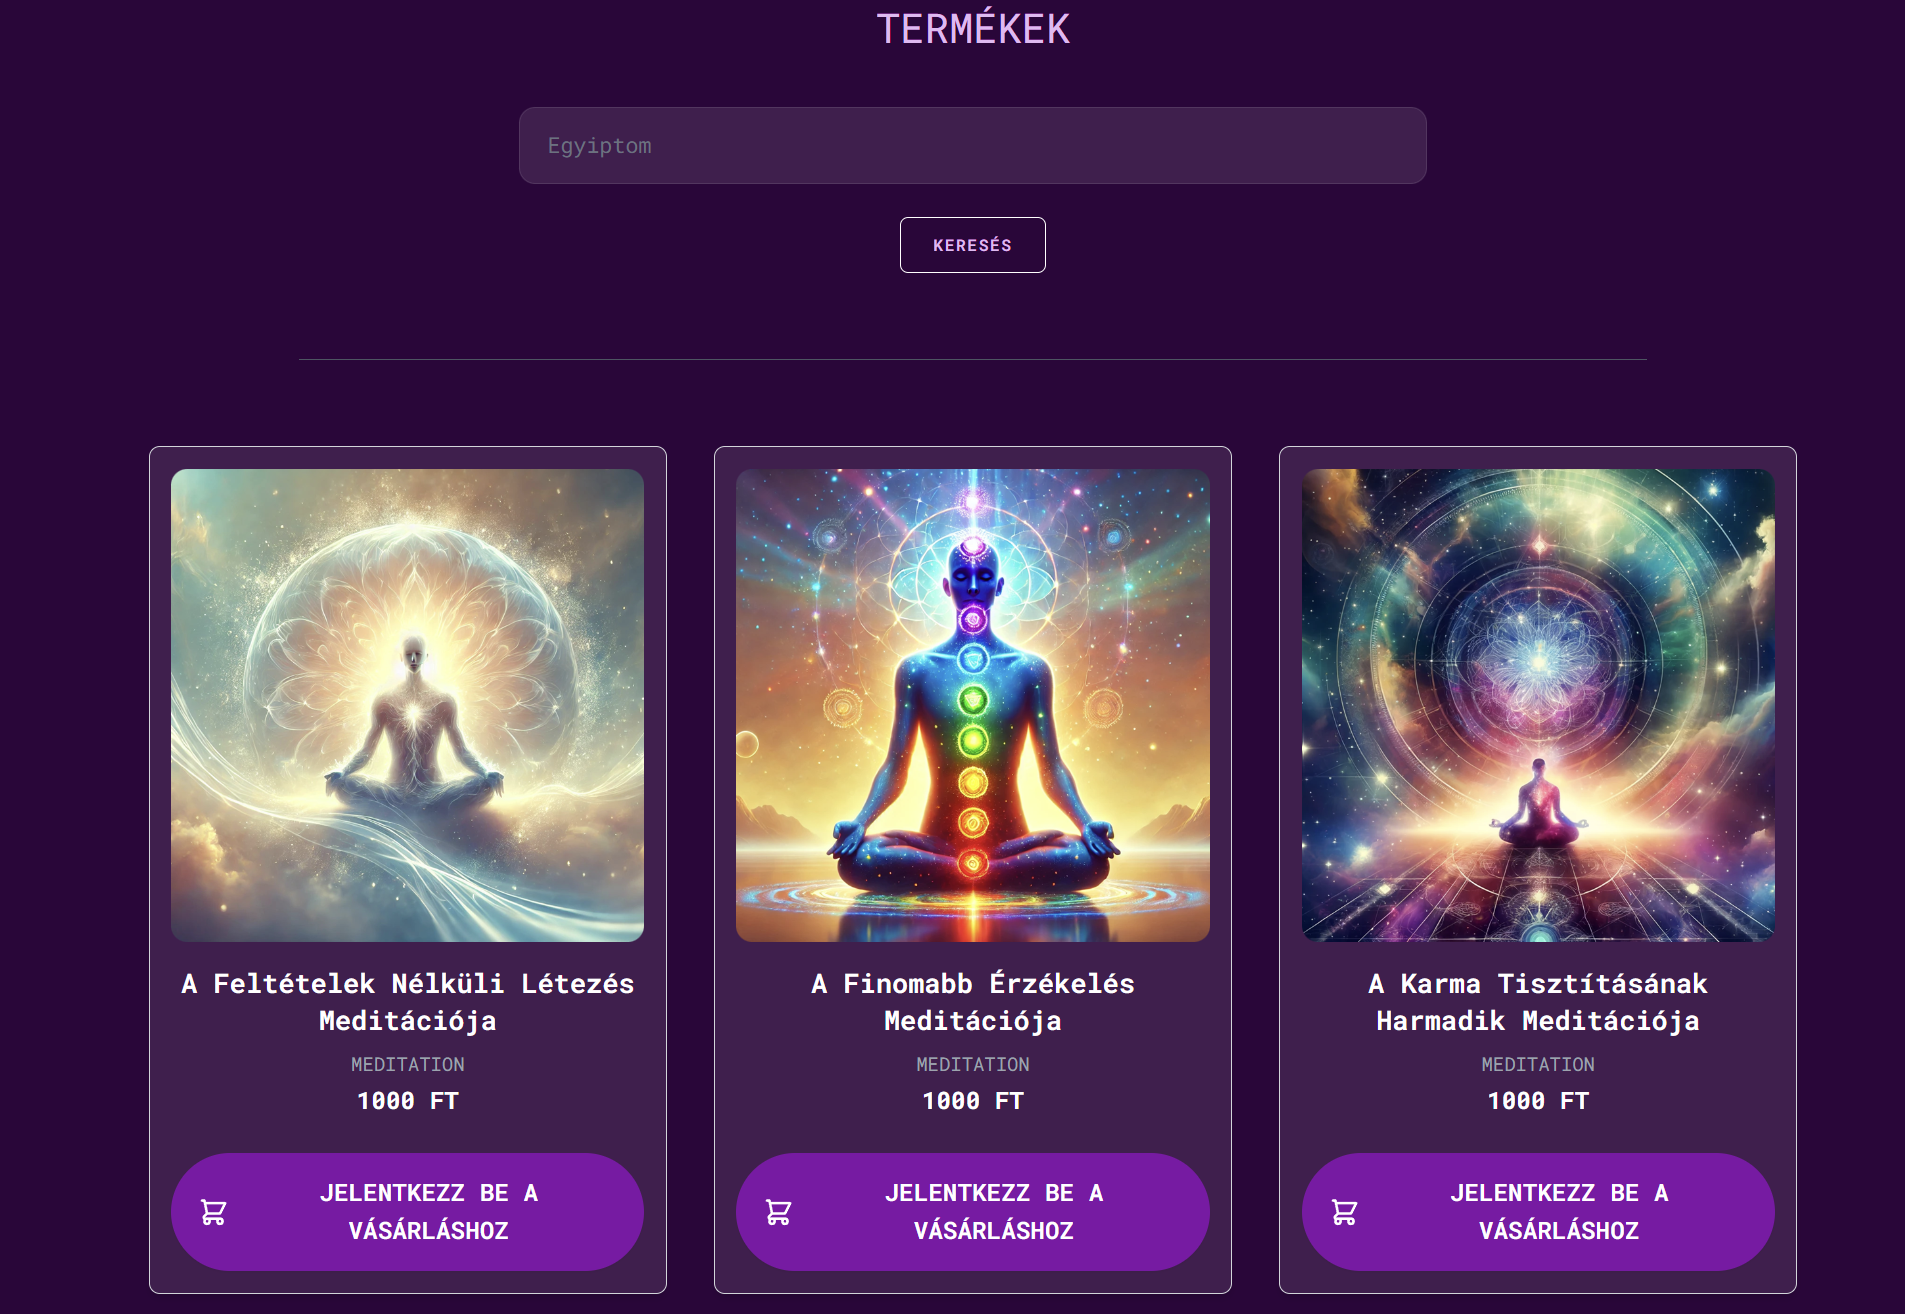 TERMÉKEK
Egyiptom
KERESÉS
A Feltételek Nélküli Létezés
Meditációja
MEDITATION
1000 FT
JELENTKEZZ BE A
VÁSÁRLÁSHOZ
A Finomabb Érzékelés
Meditációja
MEDITATION
1000 FT
JELENTKEZZ BE A
VÁSÁRLÁSHOZ
A Karma Tisztításának
Harmadik Meditációja
MEDITATION
1000 FT
JELENTKEZZ BE A
VÁSÁRLÁSHOZ